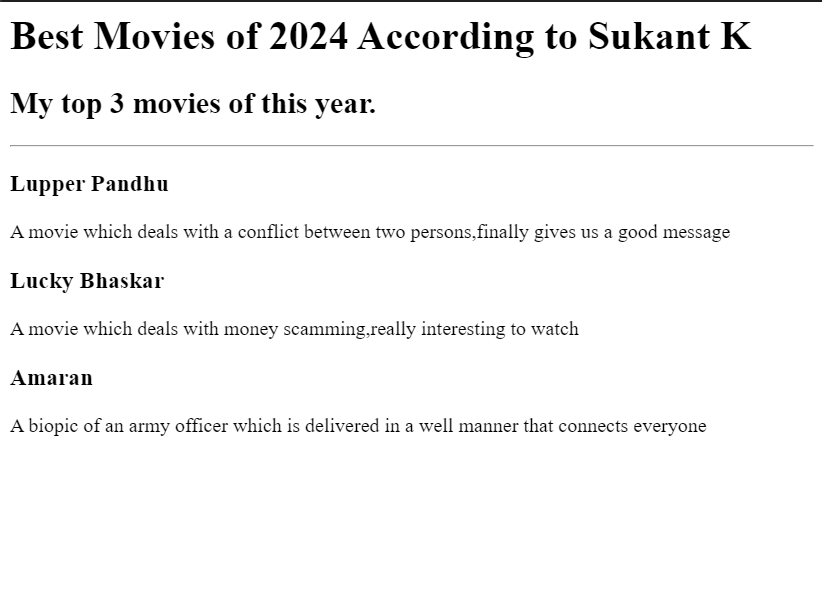 Best Movies of 2024 According to Sukant K
My top 3 movies of this year.
Lupper Pandhu
A movie which deals with a conflict between two persons,finally gives us a good message
Lucky Bhaskar
A movie which deals with money scamming,really interesting to watch
Amaran
A biopic of an army officer which is delivered in a well manner that connects everyone